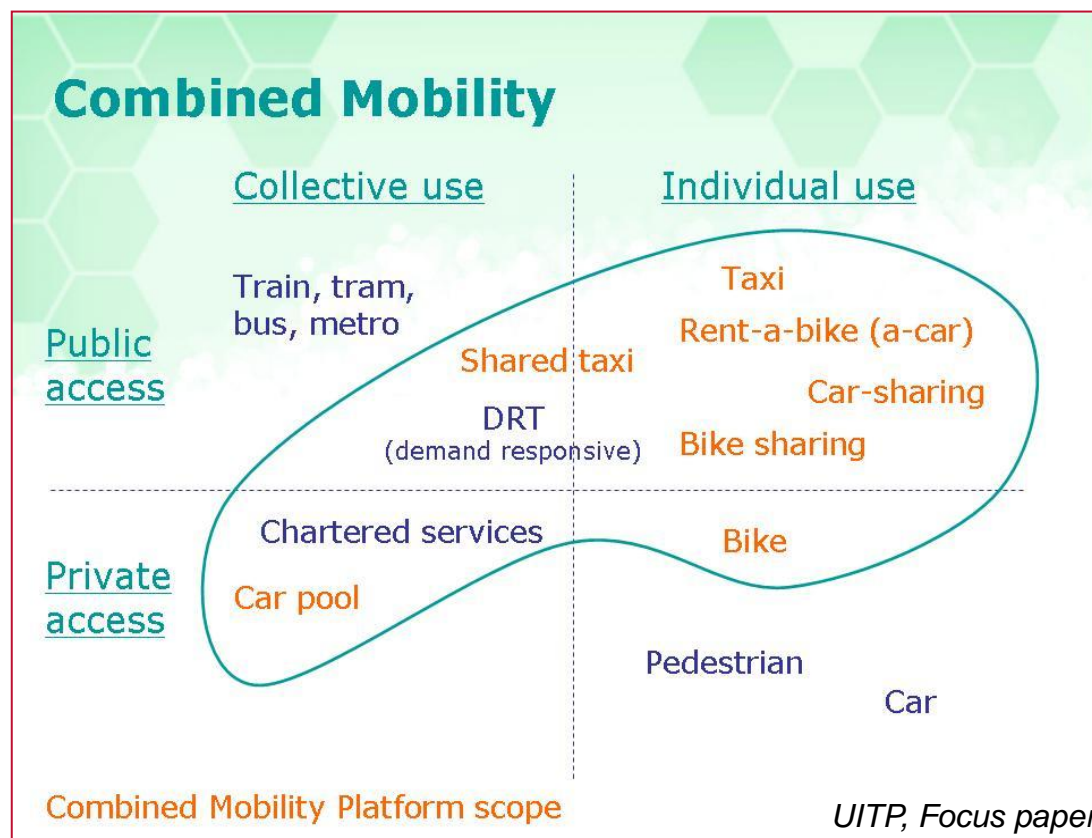 Combined Mobility
Collective use
Individual use
Public
access
Train, tram,
bus, metro
Shared taxi
DRT
(demand responsive)
Taxi
Rent-a-bike (a-car)
Car-sharing
Bike sharing
Private
access
Chartered services
Car pool
Bike
Pedestrian
Car
Combined Mobility Platform scope
UITP, Focus paper